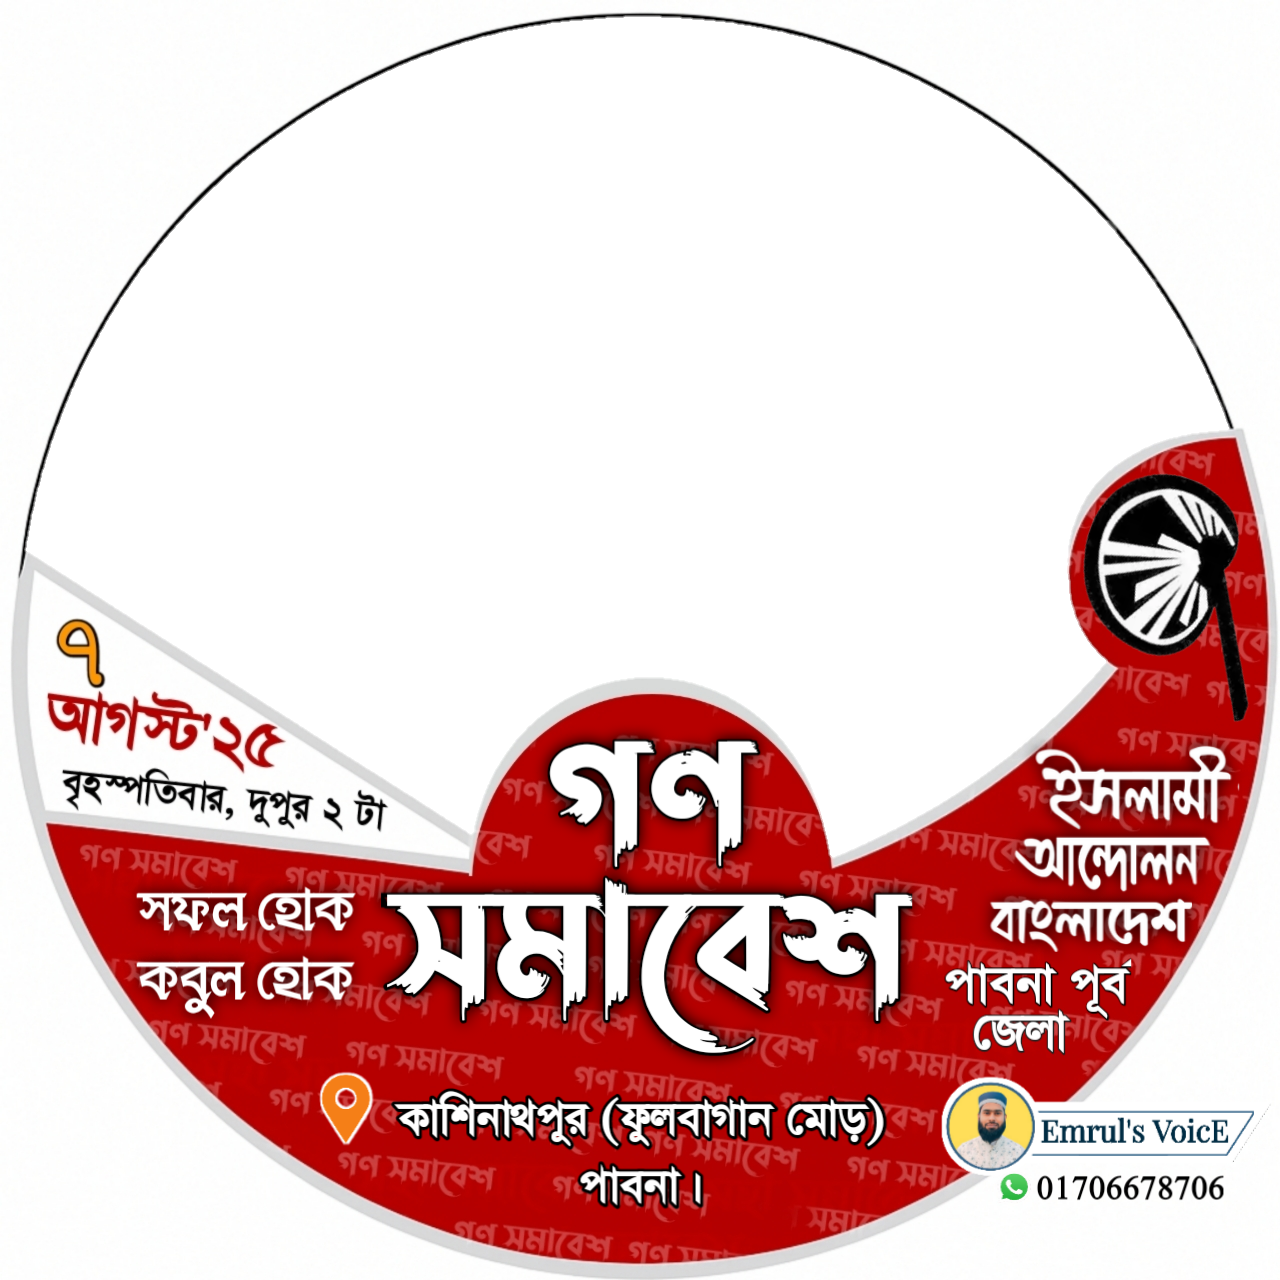 ৭
আগস্ট'২৫
বৃহস্পতিবার, দুপুর ২ টা
সফল হোক
কবুল হোক
গণ
সমাবেশ
ইসলামী
আন্দোলন
বাংলাদেশ
পাবনা পূর্ব
জেলা
কাশিনাথপুর (ফুলবাগান মোড়)
পাবনা।
Emrul's VoicE
01706678706